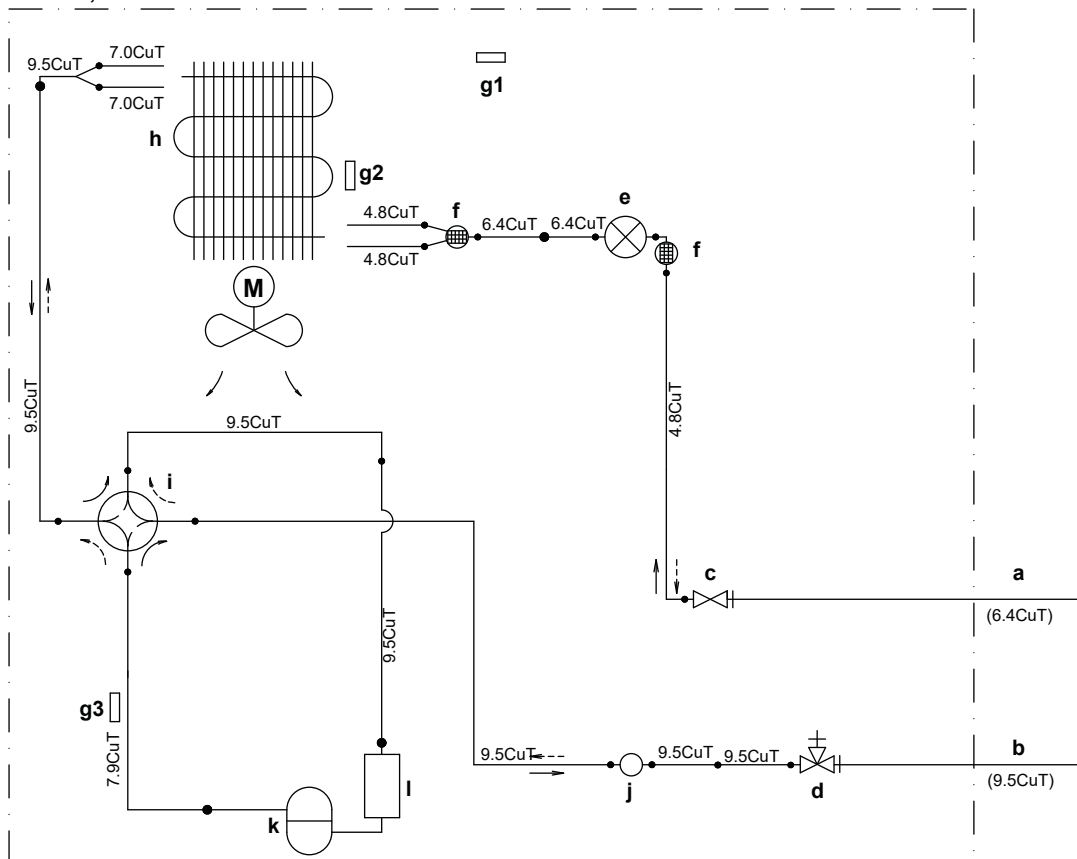 7.0CuT
9.5CuT
7.0CuT
g1
h
g2
4.8CuT
f
e
6.4CuT
6.4CuT
f
4.8CuT
M
9.5CuT
4.8CuT
9.5CuT
i
c
a
(6.4CuT)
9.5CuT
g3
7.9CuT
9.5CuT
9.5CuT
9.5CuT
b
(9.5CuT)
j
d
l
k